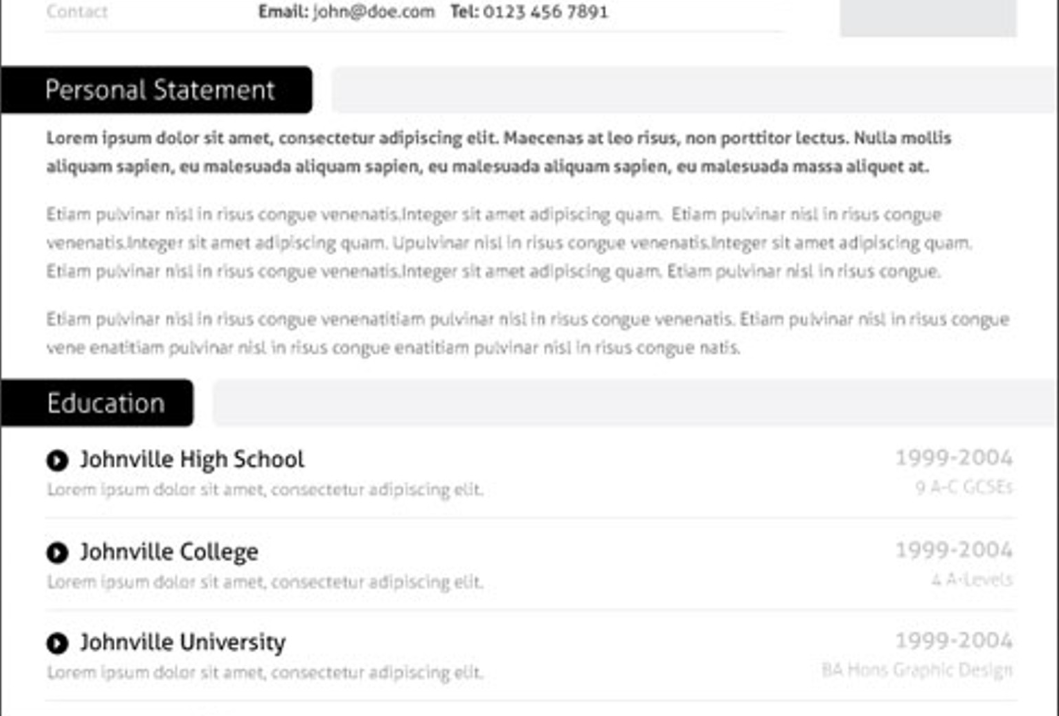 Contact Email: john@doe.com Tel: 0123 456 7891
Personal Statement
Lorem ipsum dolor sit amet, consectetur adipiscing elit. Maecenas at leo risus, non porttitor lectus. Nulla mollis
aliquam sapien, eu malesuada aliquam sapien, eu malesuada aliquam sapien, eu malesuada massa aliquet at.
Etiam pulvinar nisl in risus congue venenatis.Integer sit amet adipiscing quam. Etiam pulvinar nisl in risus congue
venenatis.Integer sit amet adipiscing quam. Upulvinar nisl in risus congue venenatis.Integer sit amet adipiscing quam.
Etiam pulvinar nisl in risus congue venenatis.Integer sit amet adipiscing quam. Etiam pulvinar nisl in risus congue.
Etiam pulvinar nisl in risus congue venenatitiam pulvinar nisl in risus congue venenatis. Etiam pulvinar nisl in risus congue
vene enatitiam pulvinar nisl in risus congue enatitiam pulvinar nisl in risus congue natis.
Education
Johnville High School 1999-2004
Lorem ipsum dolor sit amet, consectetur adipiscing elit. 9 A-C GCSEs
Johnville College 1999-2004
Lorem ipsum dolor sit amet, consectetur adipiscing elit. 4 A-Levels
Johnville University 1999-2004
Lorem ipsum dolor sit amet, consectetur adipiscing elit. BA Hons Graphic Design